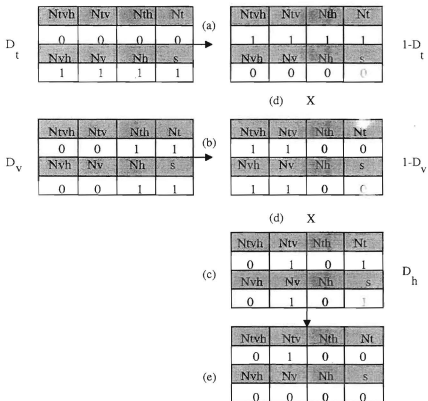 Ntvh Ntv Nth Nt (a) Ntvh Ntv Nth Nt
0 0 0 0 1 1 1 1
D t Nvh Nv Nh s Nvh Nv Nh s 1-D t
1 1 1 1 0 0 0 0
(d) X
Ntvh Ntv Nth Nt (b) Ntvh Ntv Nth Nt
0 0 1 1 1 1 0 0
D v Nvh Nv Nh s Nvh Nv Nh s 1-D v
0 0 1 1 1 1 0 0
(d) X
Ntvh Ntv Nth Nt
0 1 0 1
(c) Nvh Nv Nh s D h
0 1 0 1
Ntvh Ntv Nth Nt
0 1 0 0
(e) Nvh Nv Nh s
0 0 0 0